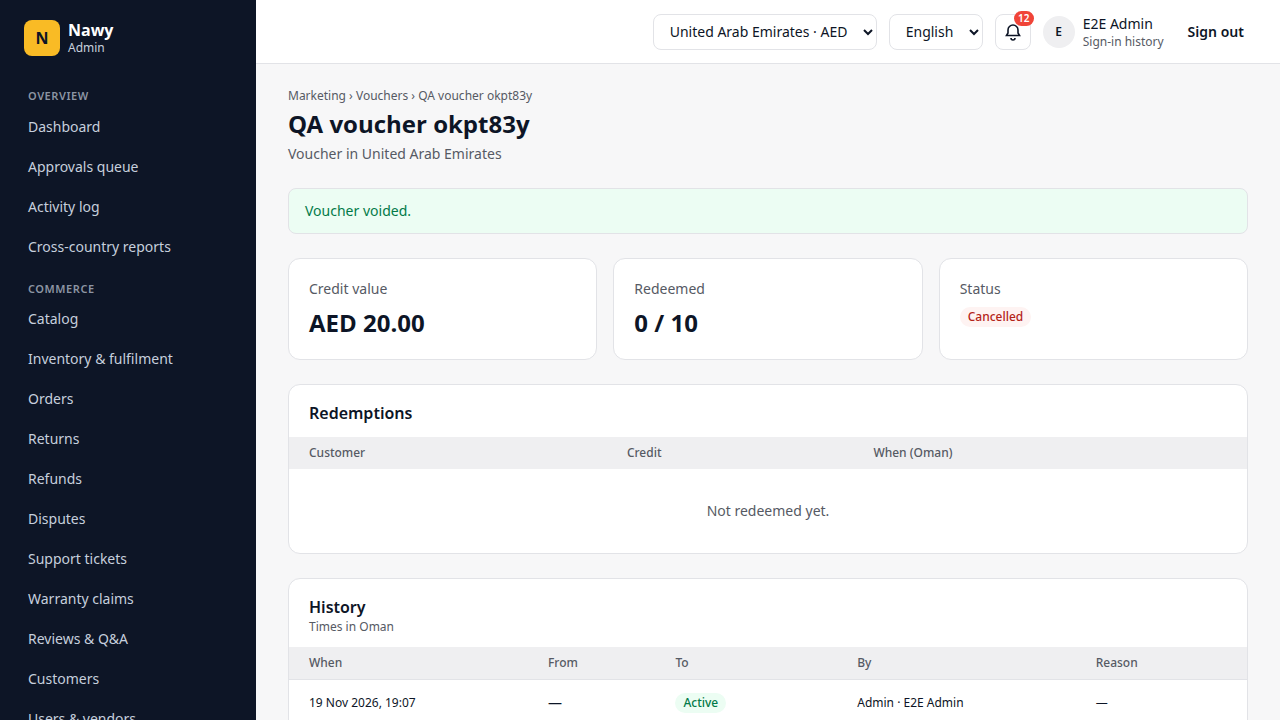 N
Nawy
Admin
OVERVIEW
Dashboard
Approvals queue
Activity log
Cross-country reports
COMMERCE
Catalog
Inventory & fulfilment
Orders
Returns
Refunds
Disputes
Support tickets
Warranty claims
Reviews & Q&A
Customers
Users & vendors
United Arab Emirates · AED
English
12
E
E2E Admin
Sign-in history
Sign out
Marketing › Vouchers › QA voucher okpt83y
QA voucher okpt83y
Voucher in United Arab Emirates
Voucher voided.
Credit value
AED 20.00
Redeemed
0 / 10
Status
Cancelled
Redemptions
Customer Credit When (Oman)
Not redeemed yet.
History
Times in Oman
When From To By Reason
19 Nov 2026, 19:07 — Active Admin · E2E Admin —